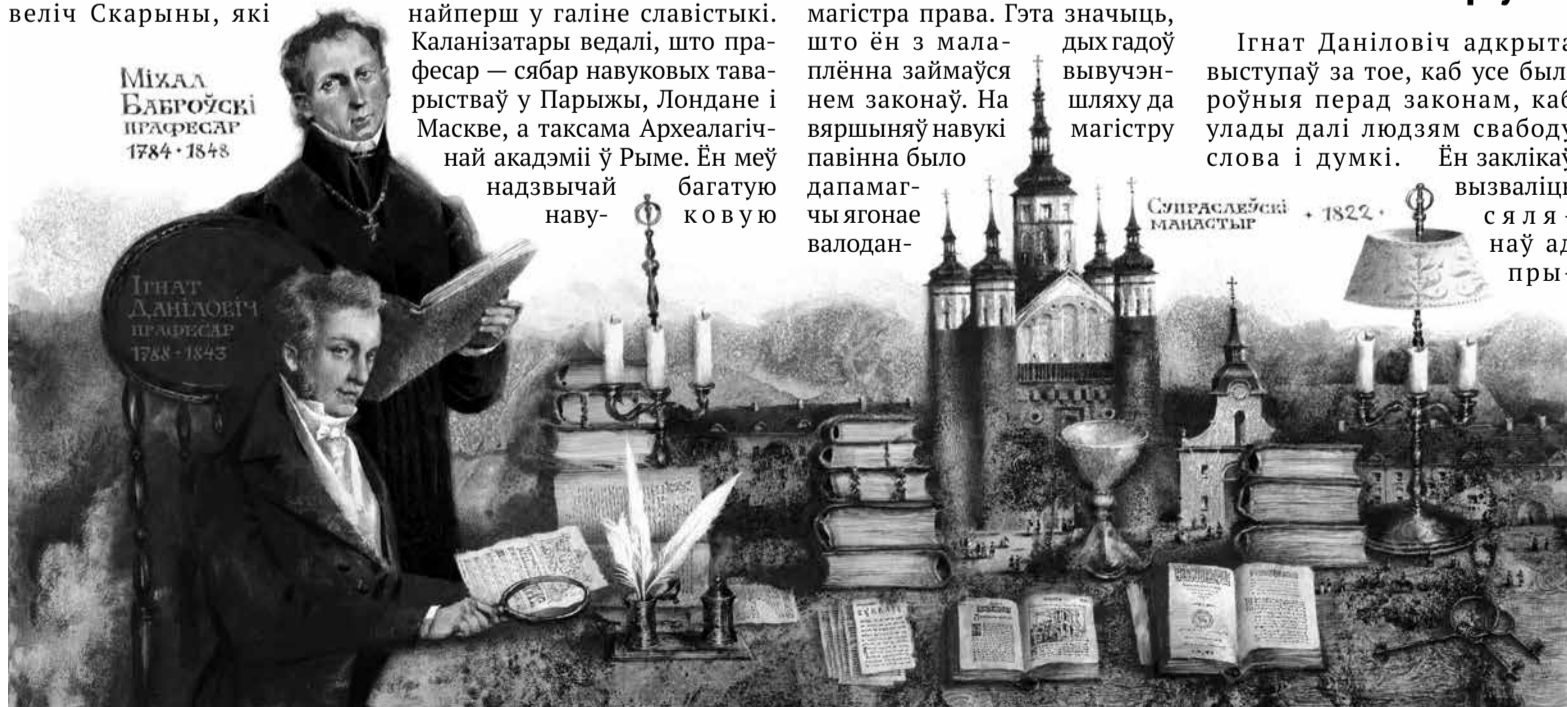 веліч Скарыны, які
МІХАЛ
БАБРОЎСКІ
ПРАФЕСАР
1784 • 1848
ІГНАТ
ДАНІЛОВІЧ
ПРАФЕСАР
1788 • 1843
найперш у галіне славістыкі.
Каланізатары ведалі, што пра-
фесар — сябар навуковых тава-
рыстваў у Парыжы, Лондане і
Маскве, а таксама Археалагіч-
най акадэміі ў Рыме. Ён меў
надзвычай багатую
наву- ковую
магістра права. Гэта значыць,
што ён з мала- дых гадоў
плённа займаўся вывучэн-
нем законаў. На шляху да
вяршыняў навукі магістру
павінна было
дапамаг-
чы ягонае
валодан-
СУПРАСЛЕЎСКІ
МАНАСТЫР • 1822 •
Ігнат Даніловіч адкрыта
выступаў за тое, каб усе был
роўныя перад законам, каб
улады далі людзям свабоду
слова і думкі. Ён заклікаў
вызваліц
сяля-
наў ад
пры-